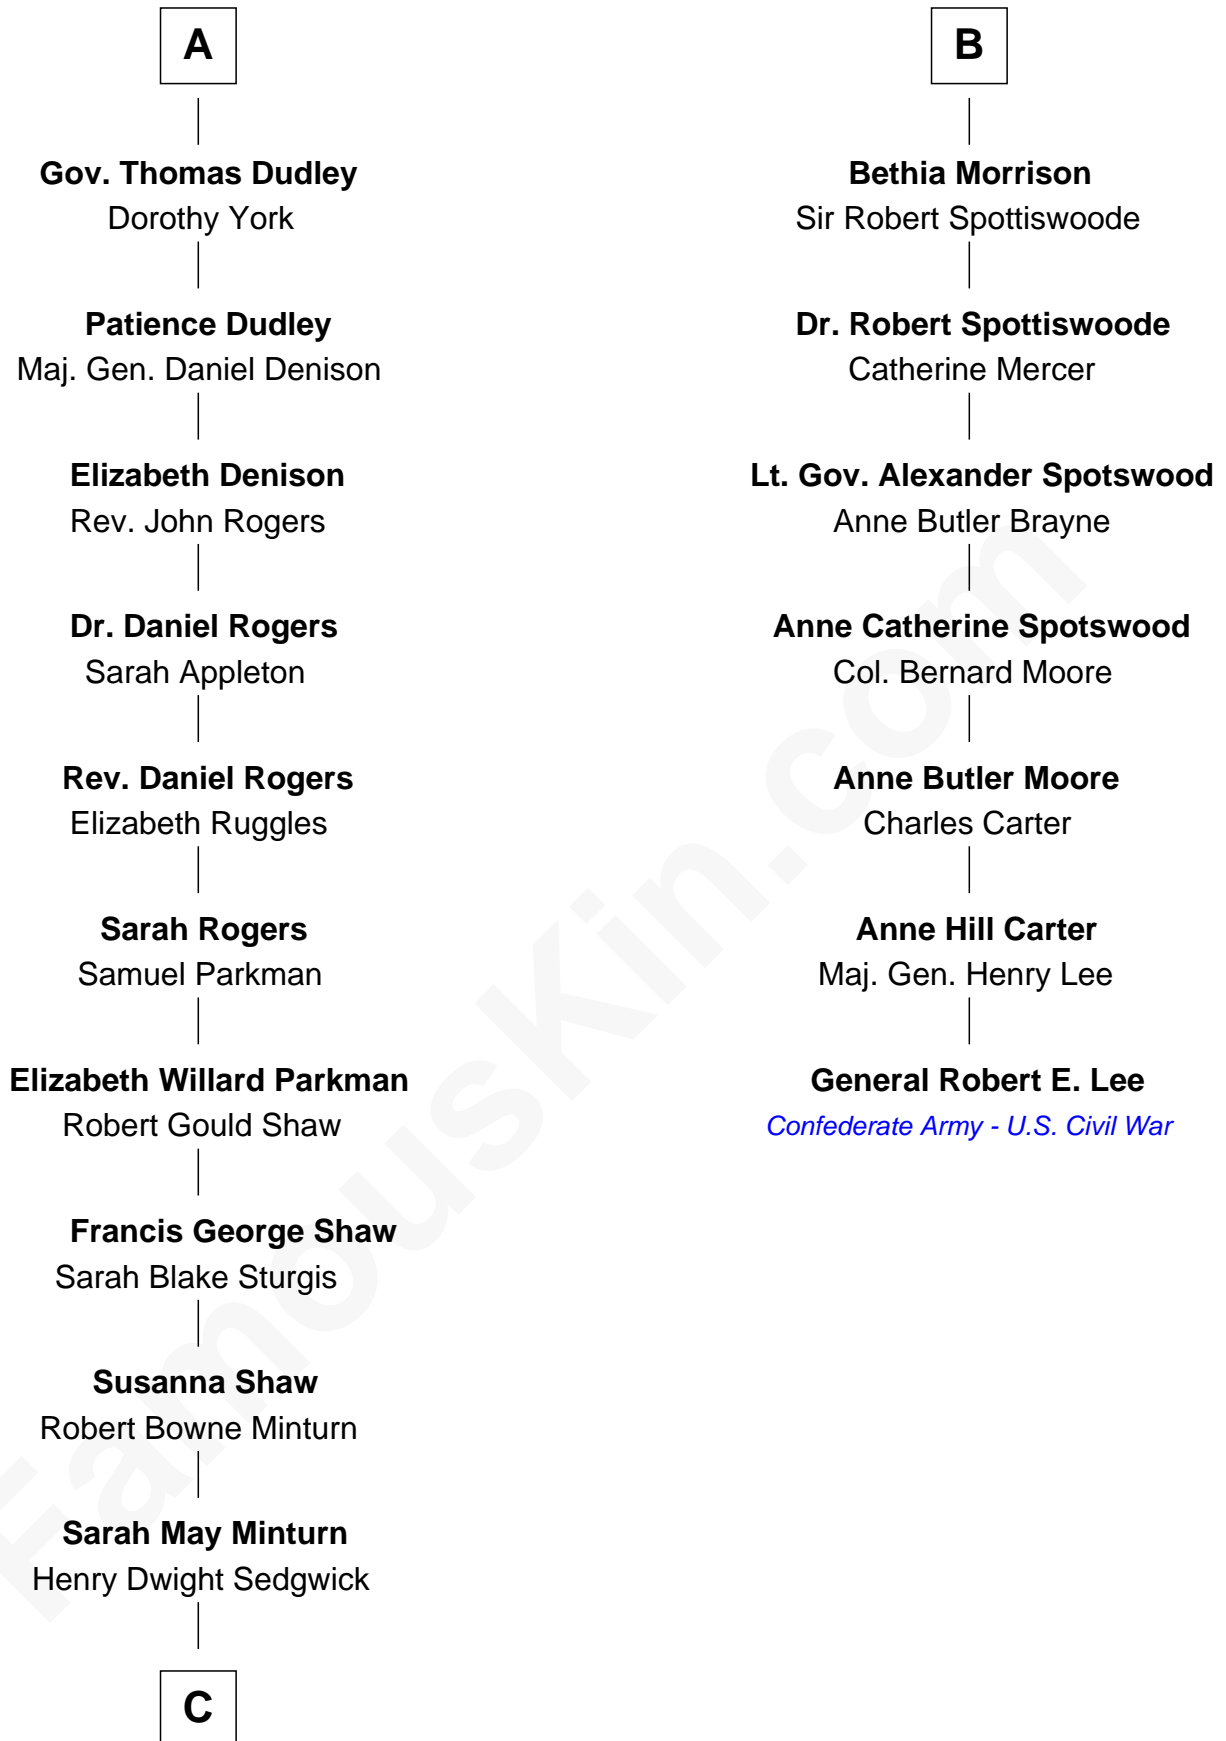 A
Gov. Thomas Dudley
Dorothy York
Patience Dudley
Maj. Gen. Daniel Denison
Elizabeth Denison
Rev. John Rogers
Dr. Daniel Rogers
Sarah Appleton
Rev. Daniel Rogers
Elizabeth Ruggles
Sarah Rogers
Samuel Parkman
Elizabeth Willard Parkman
Robert Gould Shaw
Francis George Shaw
Sarah Blake Sturgis
Susanna Shaw
Robert Bowne Minturn
Sarah May Minturn
Henry Dwight Sedgwick
C
B
Bethia Morrison
Sir Robert Spottiswoode
Dr. Robert Spottiswoode
Catherine Mercer
Lt. Gov. Alexander Spotswood
Anne Butler Brayne
Anne Catherine Spotswood
Col. Bernard Moore
Anne Butler Moore
Charles Carter
Anne Hill Carter
Maj. Gen. Henry Lee
General Robert E. Lee
Confederate Army - U.S. Civil War
FamousKin.com